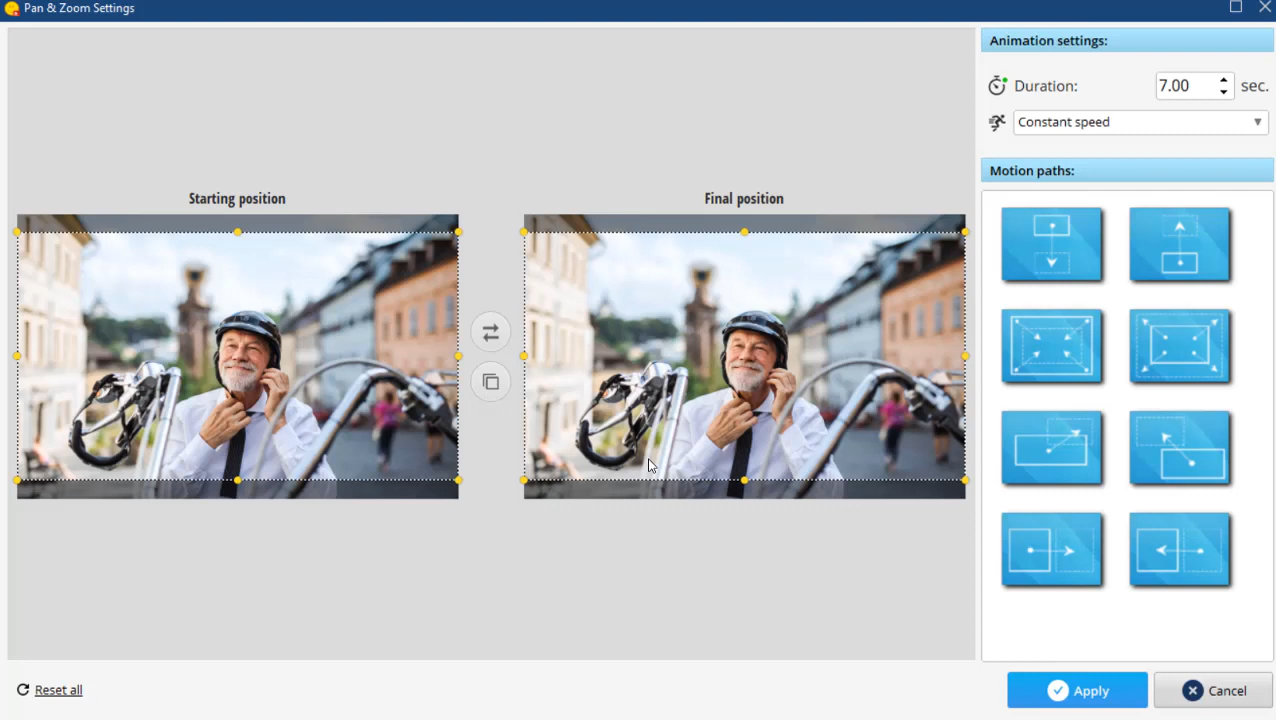 Pan & Zoom Settings
Animation settings:
Duration: 7.00 sec.
Constant speed
Motion paths:
Starting position
Final position
Reset all
Apply
Cancel